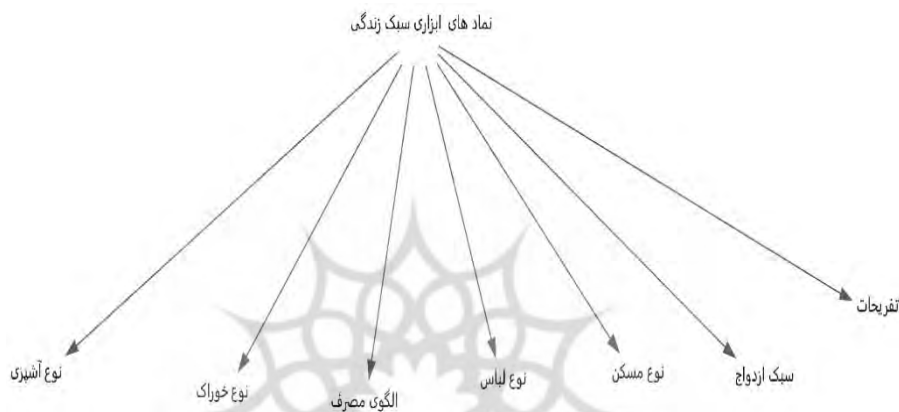 نماد های ابزاری سبک زندگی
تفریحات
سبک ازدواج
نوع مسکن
نوع لباس
الگوی مصرف
نوع خوراک
نوع آشپزی